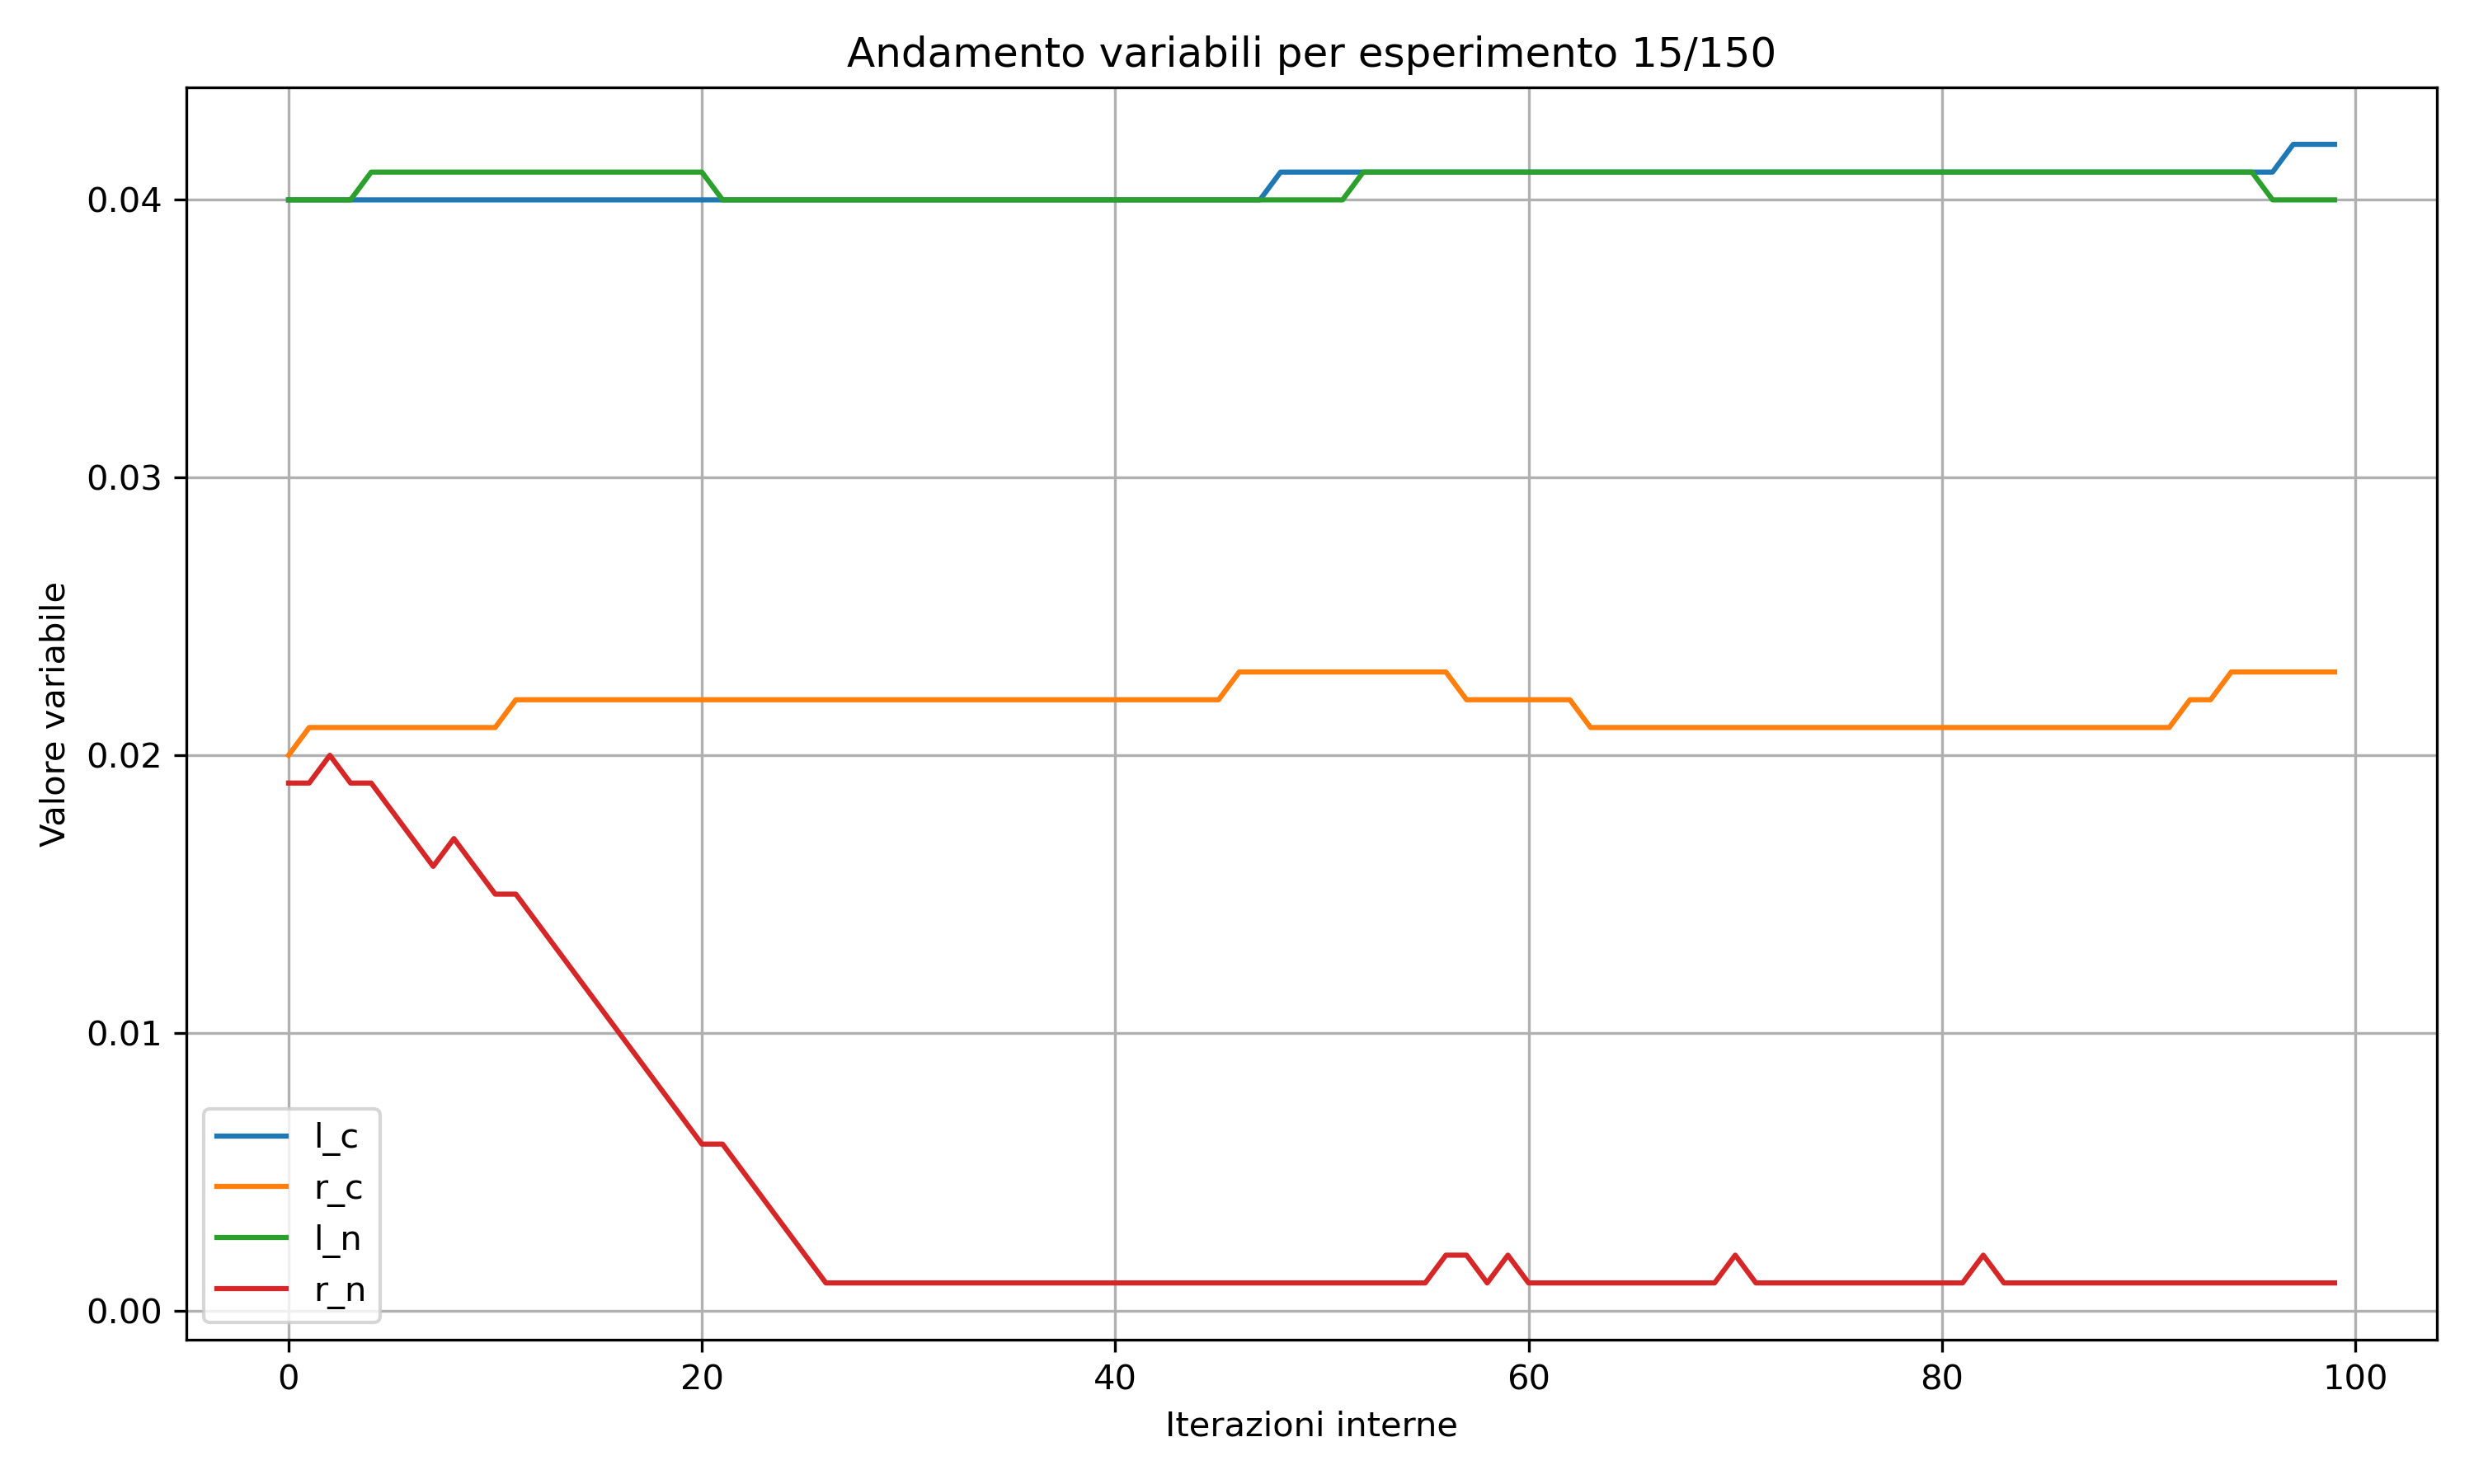 Andamento variabili per esperimento 15/150
Valore variabile
0.04
0.03
0.02
0.01
0.00
l_c
r_c
l_n
r_n
0 20 40 60 80 100
Iterazioni interne